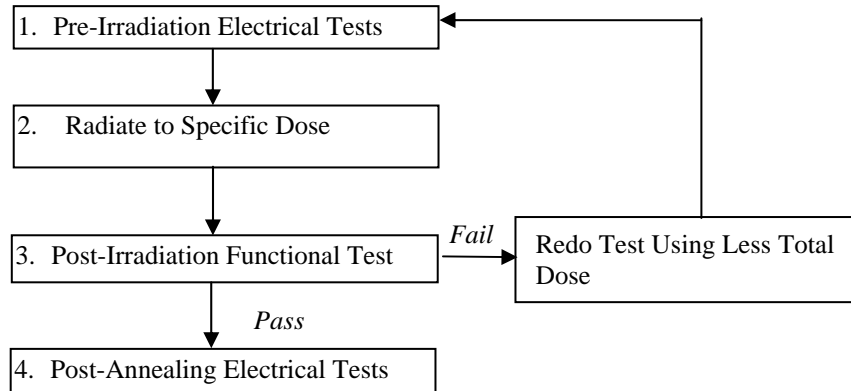 1. Pre-Irradiation Electrical Tests
2. Radiate to Specific Dose
3. Post-Irradiation Functional Test
Fail
Redo Test Using Less Total
Dose
Pass
4. Post-Annealing Electrical Tests